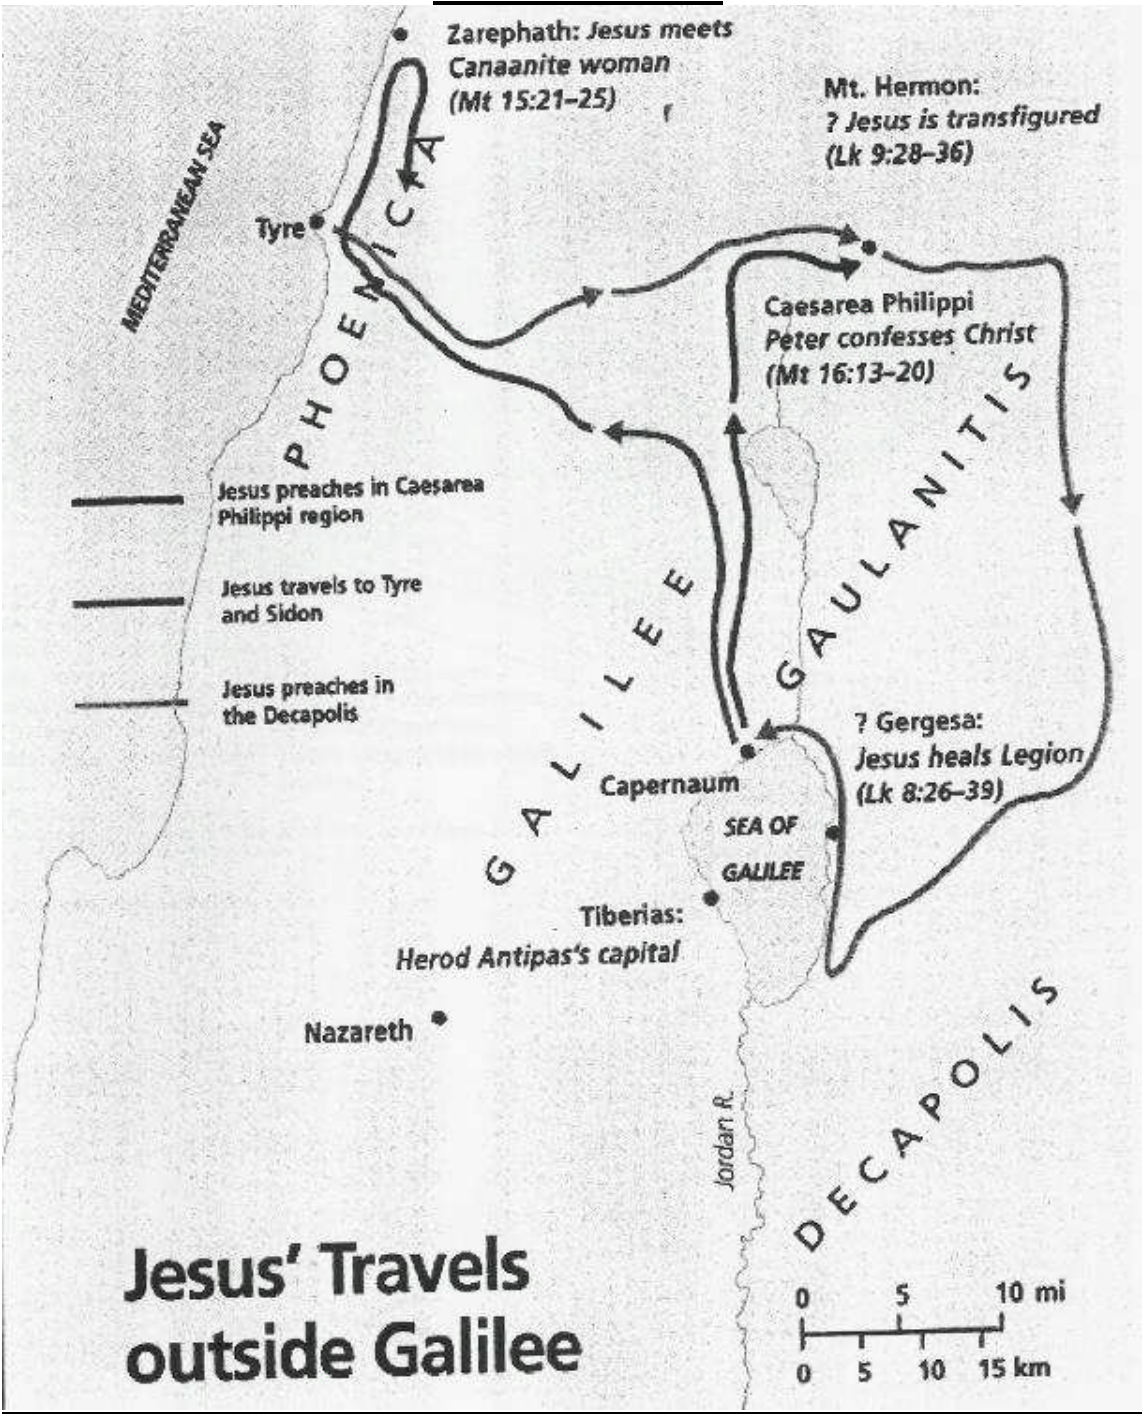 Zarephath: Jesus meets
Canaanite woman
(Mt 15:21–25)
Mt. Hermon:
? Jesus is transfigured
(Lk 9:28–36)
MEDITERRANEAN SEA
Tyre
PHOENICIA
Caesarea Philippi
Peter confesses Christ
(Mt 16:13–20)
GAULANITIS
Jesus preaches in Caesarea
Philippi region
Jesus travels to Tyre
and Sidon
Jesus preaches in
the Decapolis
GALILEE
? Gergesa:
Jesus heals Legion
(Lk 8:26–39)
Capernaum
SEA OF
GALILEE
Tiberias:
Herod Antipas's capital
Nazareth
Jordan R.
DECAPOLIS
Jesus' Travels
outside Galilee
0 5 10 mi
0 5 10 15 km